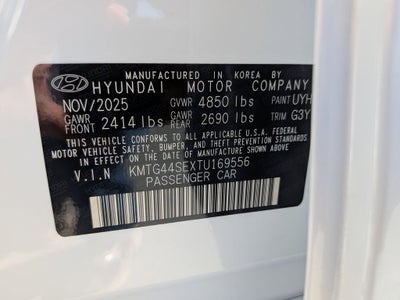 MANUFACTURED IN KOREA BY
HYUNDAI MOTOR COMPANY
NOV/2025 GVWR 4850 lbs PAINT UYH
GAWR FRONT 2414 lbs GAWR REAR 2690 lbs TRIM G3Y
THIS VEHICLE CONFORMS TO ALL APPLICABLE U.S.A. FEDERAL
MOTOR VEHICLE SAFETY, BUMPER, AND THEFT PREVENTION
STANDARDS IN EFFECT ON THE DATE OF MANUFACTURE
SHOWN ABOVE.
V.I.N KMTG44SEXTU169556
PASSENGER CAR